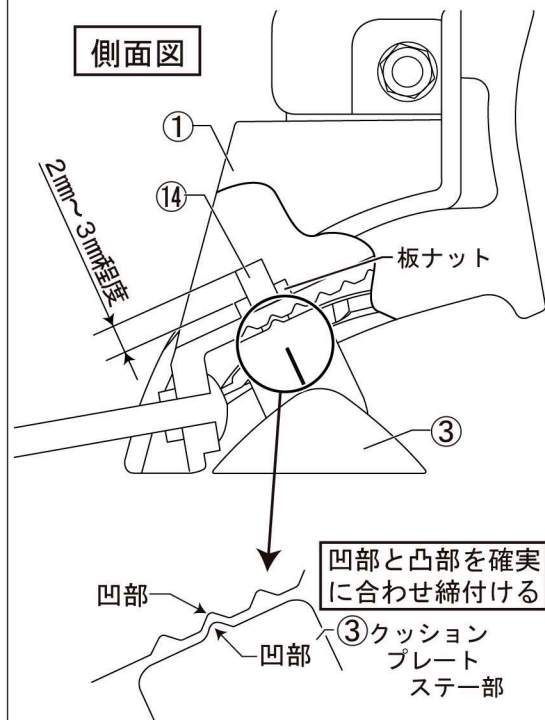 側面図
①
⑭
2㎜～3㎜程度
板ナット
③
凹部と凸部を確実
に合わせ締付ける
凹部
凹部
③クッション
プレート
ステー部